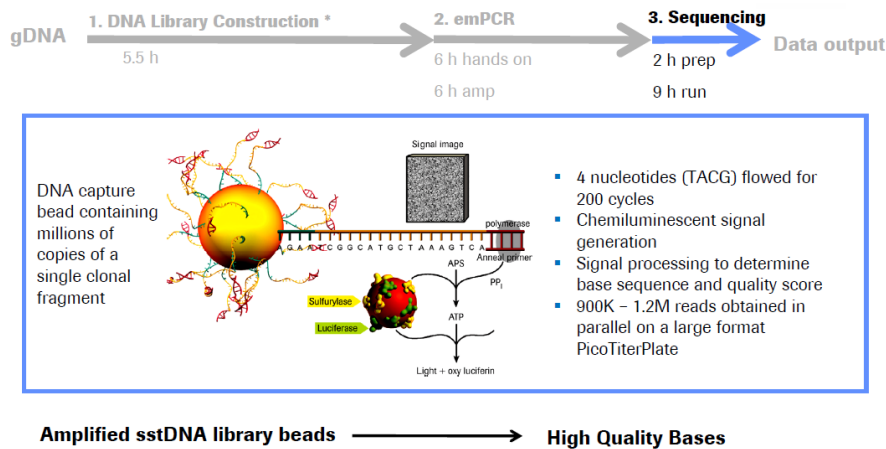 gDNA
1. DNA Library Construction *
5.5 h
2. emPCR
6 h hands on
6 h amp
3. Sequencing
2 h prep
9 h run
Data output
DNA capture
bead containing
millions of
copies of a
single clonal
fragment
Signal image
polymerase
A G A A T C G G C A T G C T A A A G T C A
Anneal primer
APS
PPi
Sulfurylase
Luciferase
ATP
Light + oxy luciferin
▪ 4 nucleotides (TACG) flowed for
200 cycles
▪ Chemiluminescent signal
generation
▪ Signal processing to determine
base sequence and quality score
▪ 900K – 1.2M reads obtained in
parallel on a large format
PicoTiterPlate
Amplified sstDNA library beads
High Quality Bases